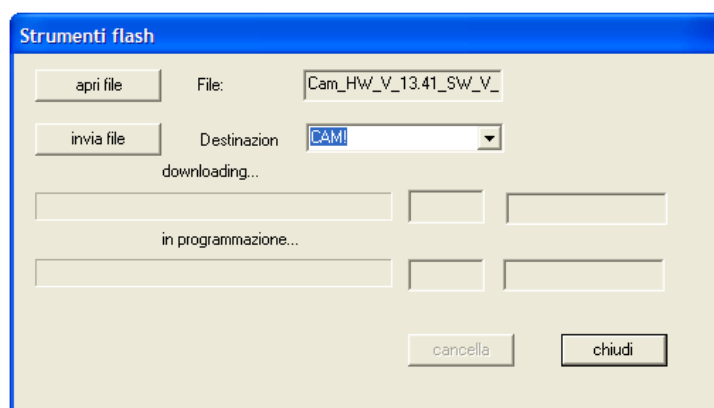 Strumenti flash
apri file File: Cam_HW_V_13.41_SW_V_
invia file Destinazion CAM!
downloading...
in programmazione...
cancella chiudi